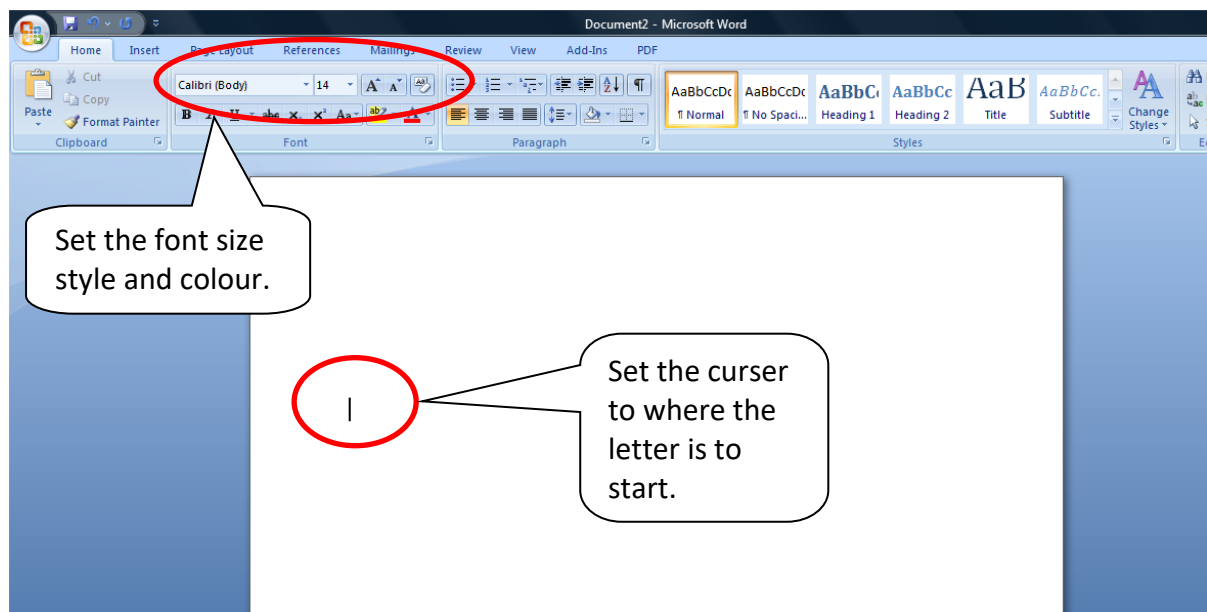 Document2 - Microsoft Word
Home Insert Page Layout References Mailings Review View Add-Ins PDF
Cut
Copy
Paste
Format Painter
Clipboard
Calibri (Body) 14
Font
Paragraph
AaBbCcDc AaBbCcDc AaBbC AaBbCc AaB AaBbCc.
¶ Normal ¶ No Spaci... Heading 1 Heading 2 Title Subtitle
Change
Styles
Styles
Set the font size
style and colour.
Set the curser
to where the
letter is to
start.